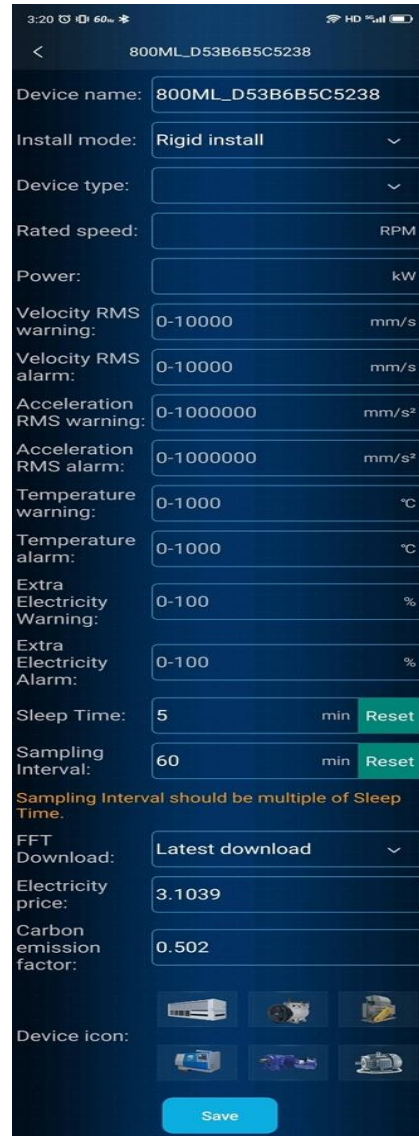 3:20 60 HD 5G
< 800ML_D53B6B5C5238
Device name: 800ML_D53B6B5C5238
Install mode: Rigid install
Device type:
Rated speed: RPM
Power: kW
Velocity RMS
warning: 0-10000 mm/s
Velocity RMS
alarm: 0-10000 mm/s
Acceleration
RMS warning: 0-1000000 mm/s²
Acceleration
RMS alarm: 0-1000000 mm/s²
Temperature
warning: 0-1000 °C
Temperature
alarm: 0-1000 °C
Extra
Electricity
Warning: 0-100 %
Extra
Electricity
Alarm: 0-100 %
Sleep Time: 5 min Reset
Sampling
Interval: 60 min Reset
Sampling Interval should be multiple of Sleep
Time.
FFT
Download: Latest download
Electricity
price: 3.1039
Carbon
emission
factor: 0.502
Device icon:
Save